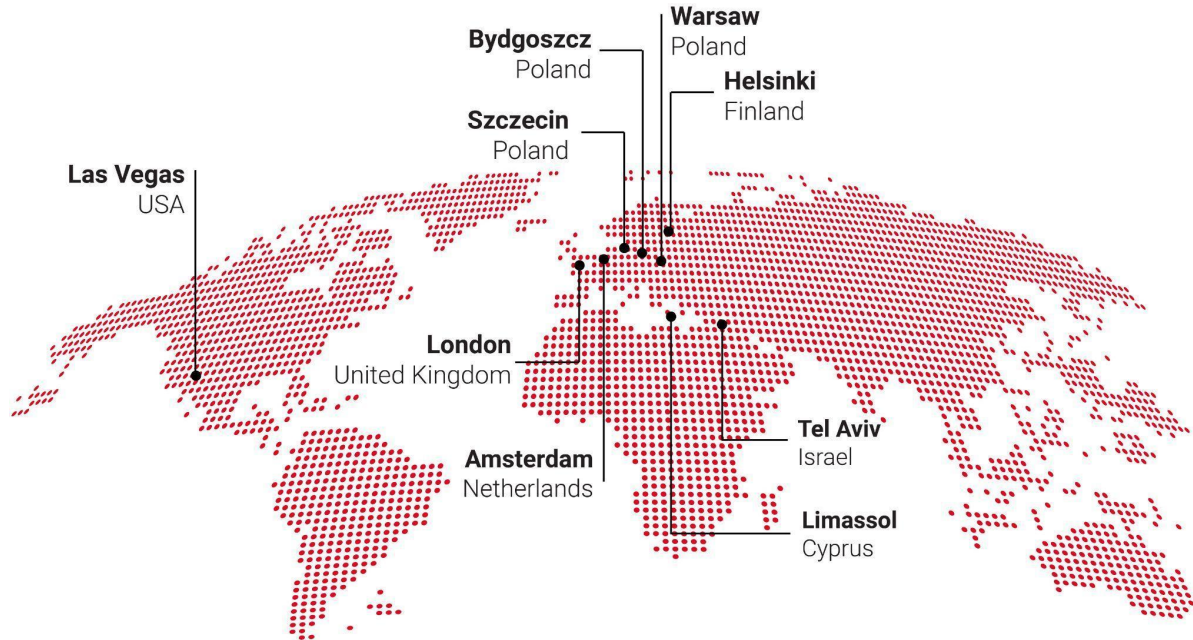 Warsaw
Poland
Bydgoszcz
Poland
Helsinki
Finland
Szczecin
Poland
Las Vegas
USA
London
United Kingdom
Tel Aviv
Israel
Amsterdam
Netherlands
Limassol
Cyprus